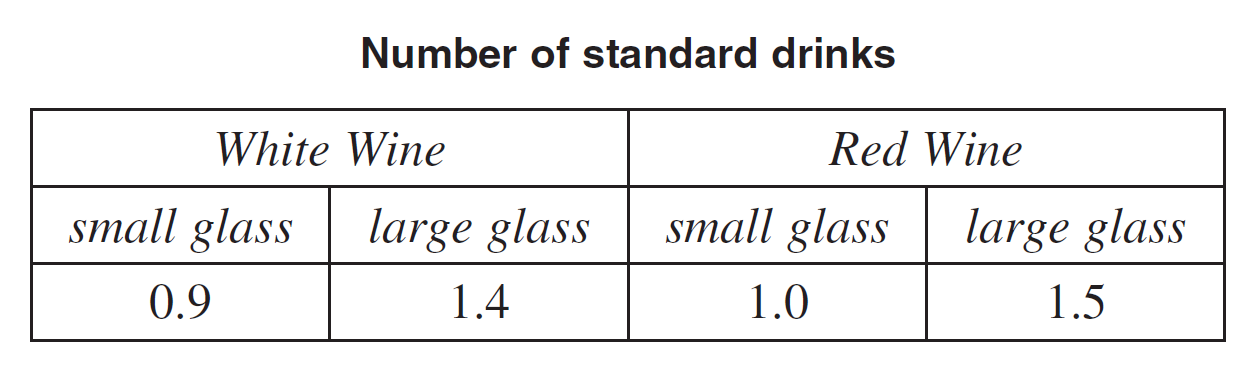 Number of standard drinks
White Wine Red Wine
small glass large glass small glass large glass
0.9 1.4 1.0 1.5